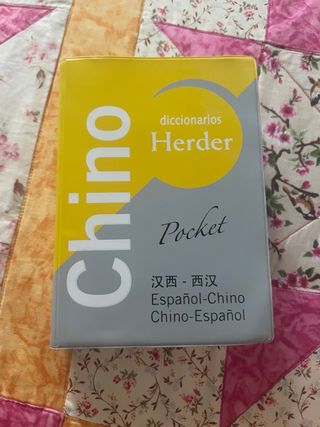 Chino
diccionarios
Herder
Pocket
汉西 - 西汉
Español-Chino
Chino-Español